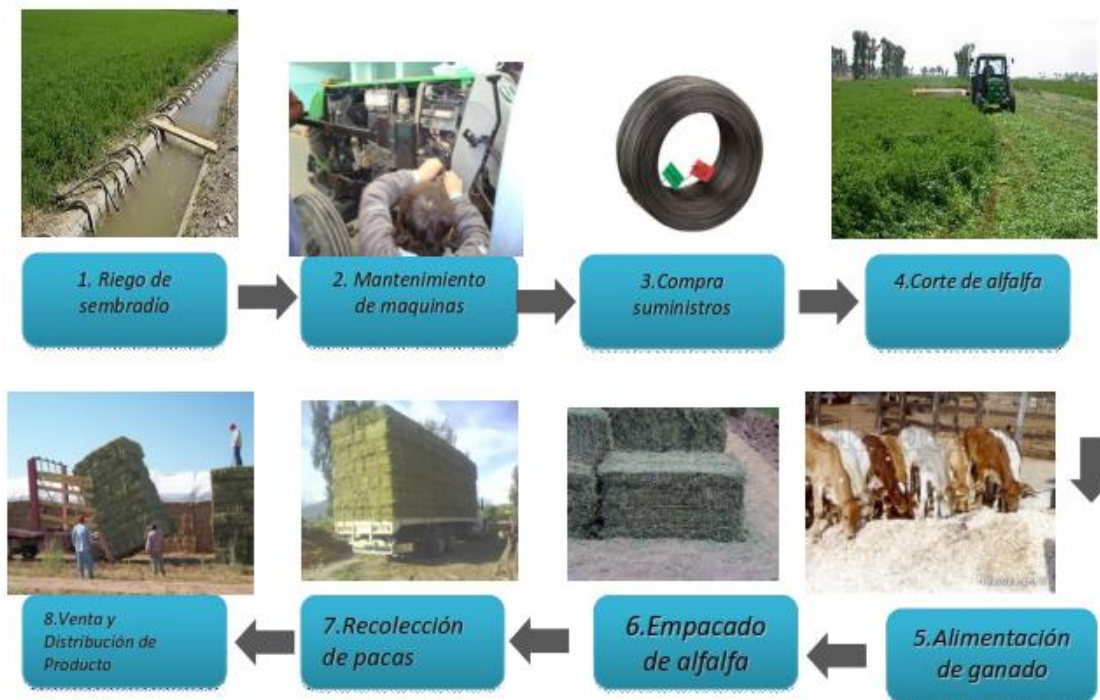 1. Riego de
sembradío
2. Mantenimiento
de maquinas
3.Compra
suministros
4.Corte de alfalfa
5.Alimentación
de ganado
6.Empacado
de alfalfa
7.Recolección
de pacas
8.Venta y
Distribución de
Producto